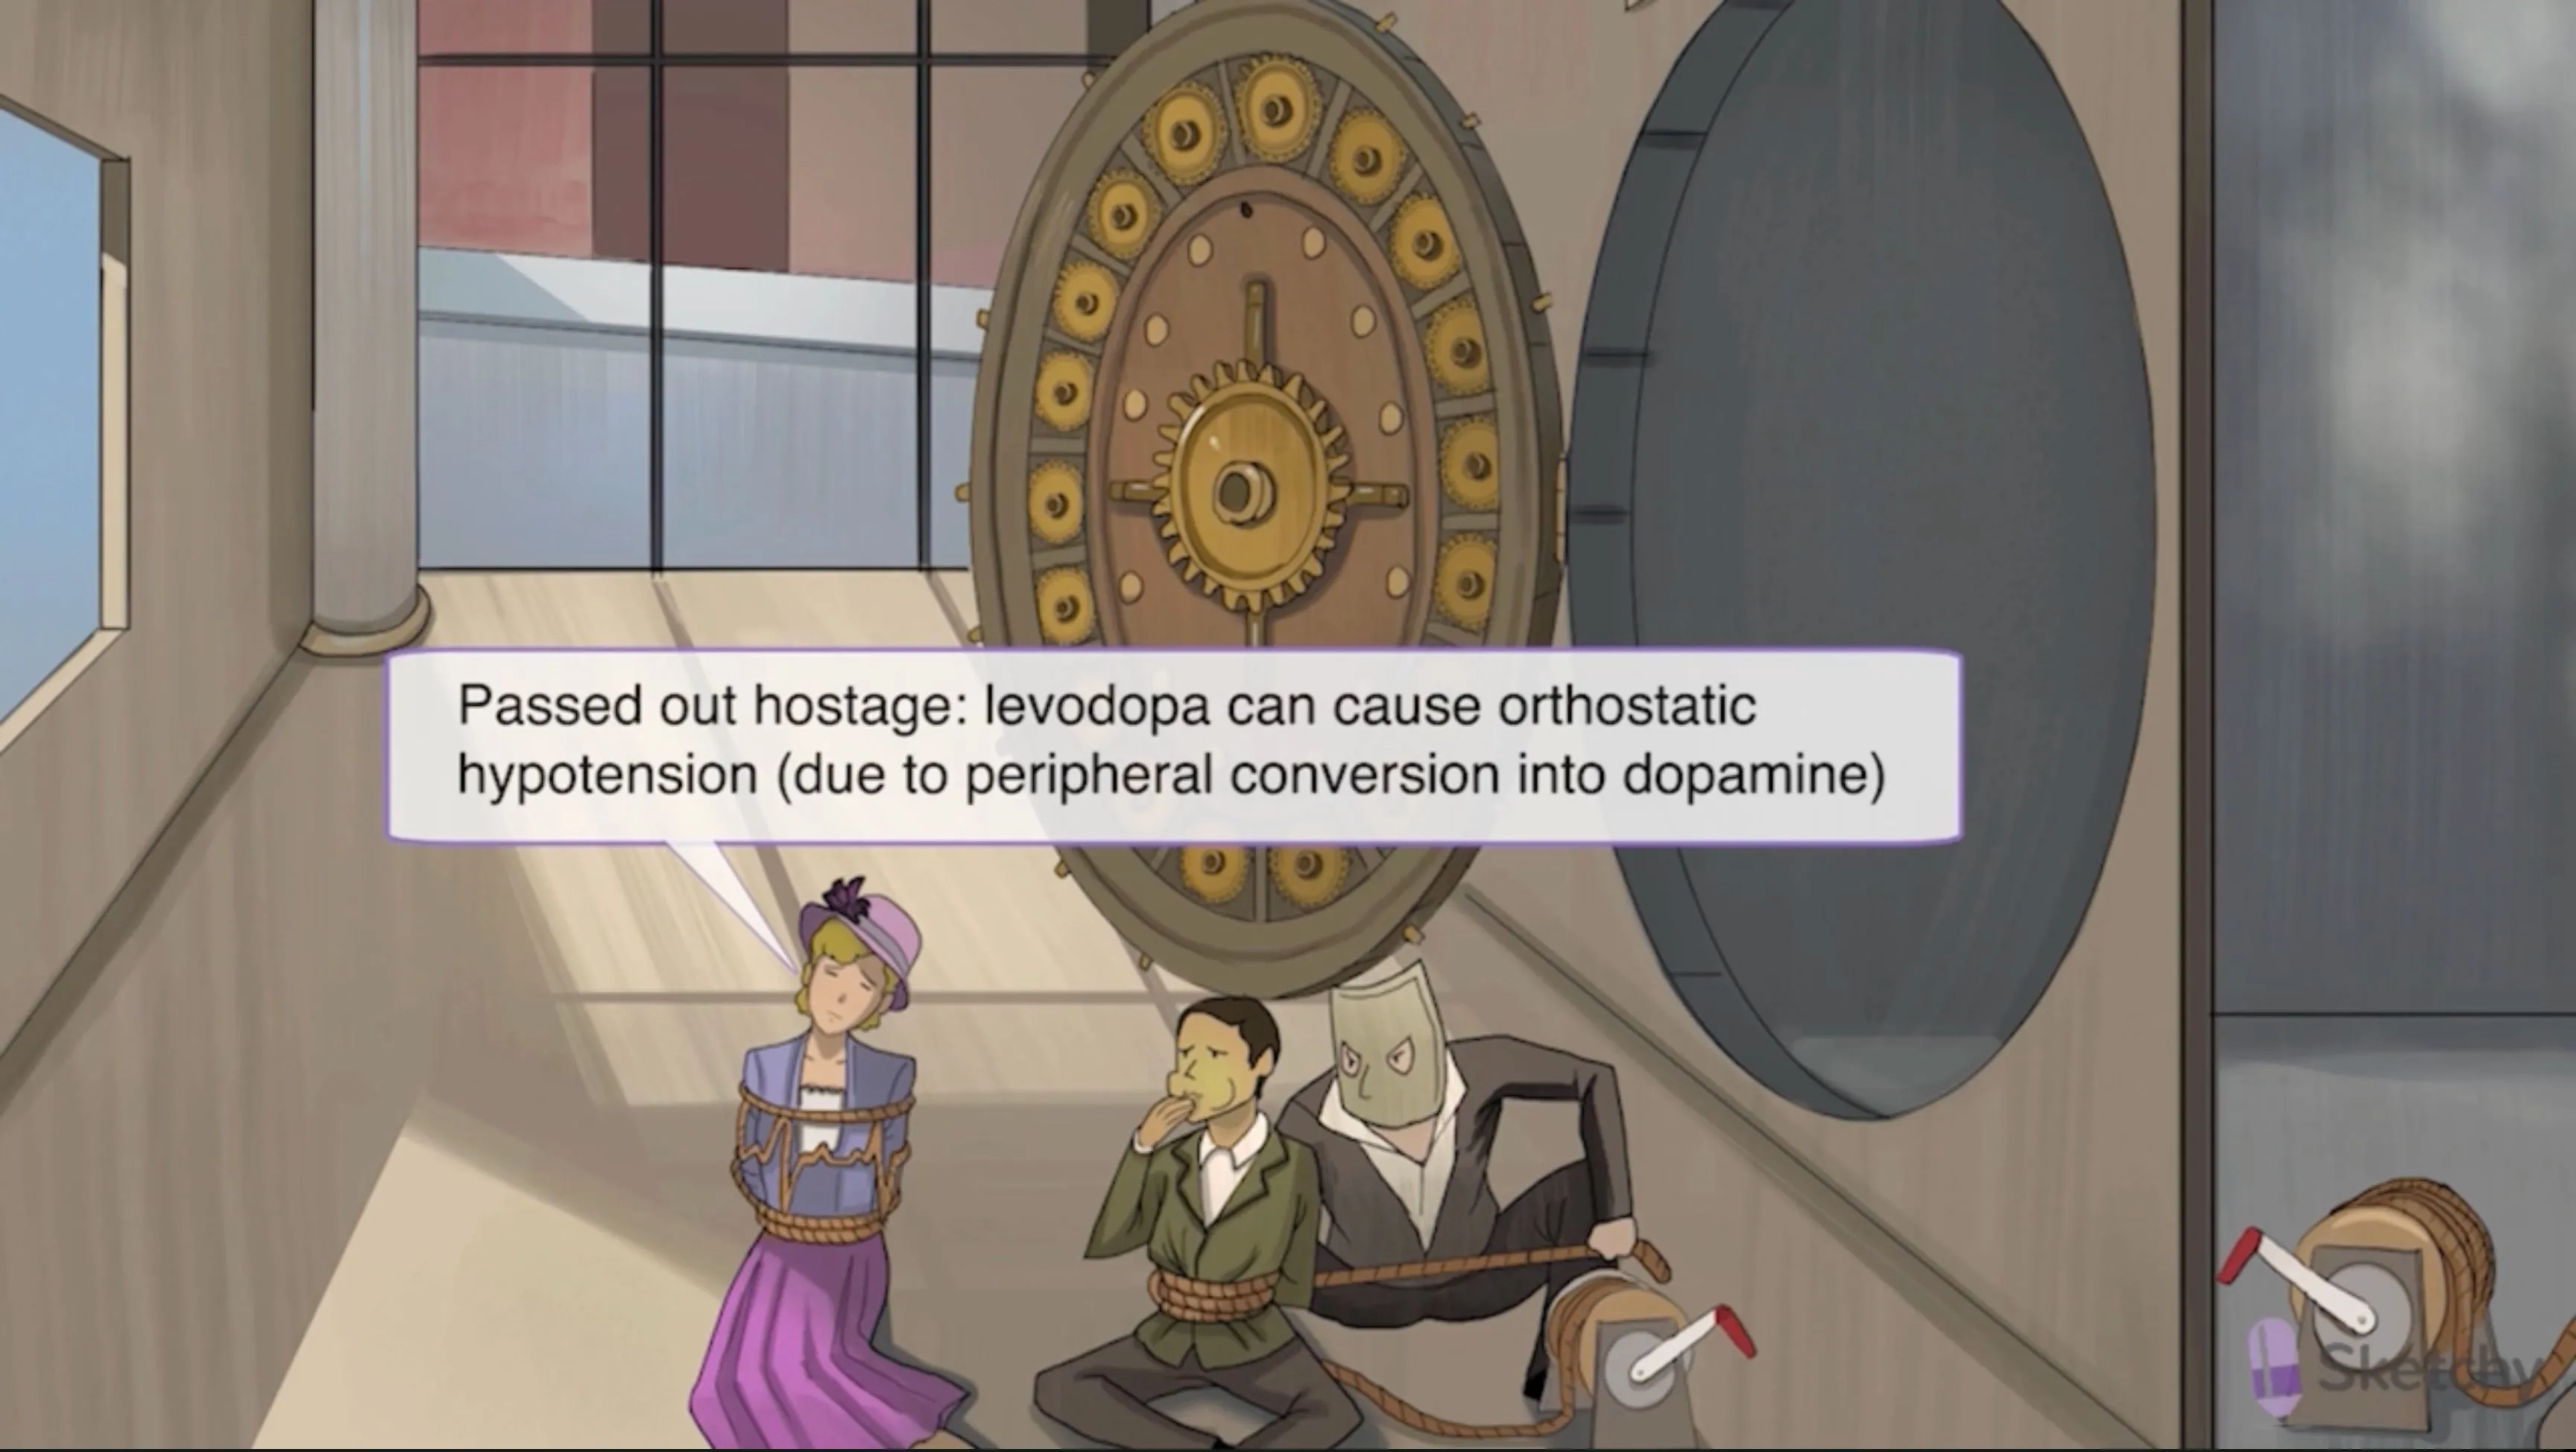 Passed out hostage: levodopa can cause orthostatic
hypotension (due to peripheral conversion into dopamine)
Sketchy